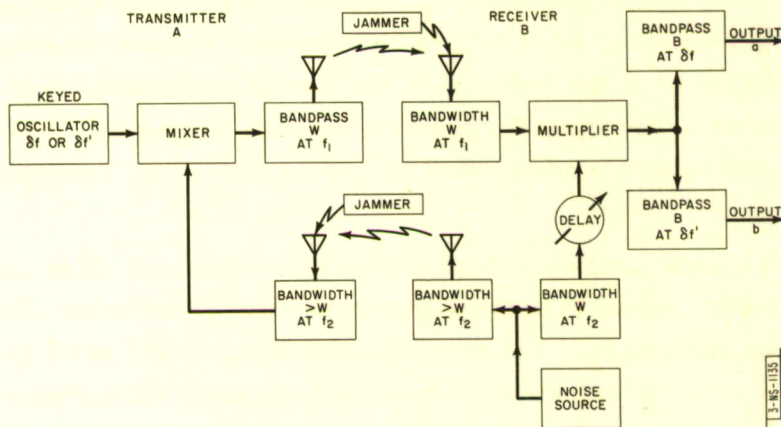 TRANSMITTER
A
JAMMER
RECEIVER
B
BANDPASS
B
AT δf
OUTPUT
a
KEYED
OSCILLATOR
δf OR δf'
MIXER
BANDPASS
W
AT f₁
BANDWIDTH
W
AT f₁
MULTIPLIER
JAMMER
DELAY
BANDPASS
B
AT δf'
OUTPUT
b
BANDWIDTH
>W
AT f₂
BANDWIDTH
>W
AT f₂
BANDWIDTH
W
AT f₂
NOISE
SOURCE
3-NS-1135